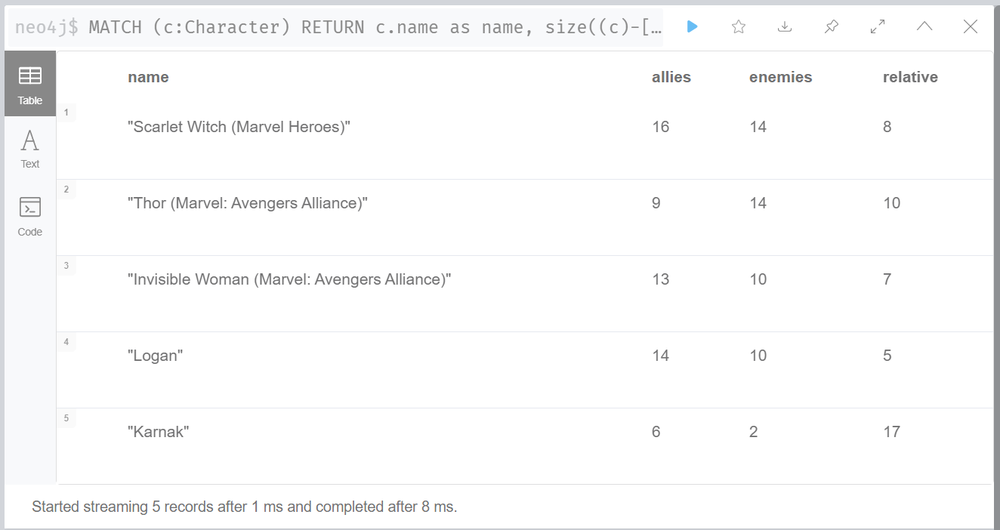 neo4j$ MATCH (c:Character) RETURN c.name as name, size((c)-[…
Table
Text
Code
name allies enemies relative
1 "Scarlet Witch (Marvel Heroes)" 16 14 8
2 "Thor (Marvel: Avengers Alliance)" 9 14 10
3 "Invisible Woman (Marvel: Avengers Alliance)" 13 10 7
4 "Logan" 14 10 5
5 "Karnak" 6 2 17
Started streaming 5 records after 1 ms and completed after 8 ms.